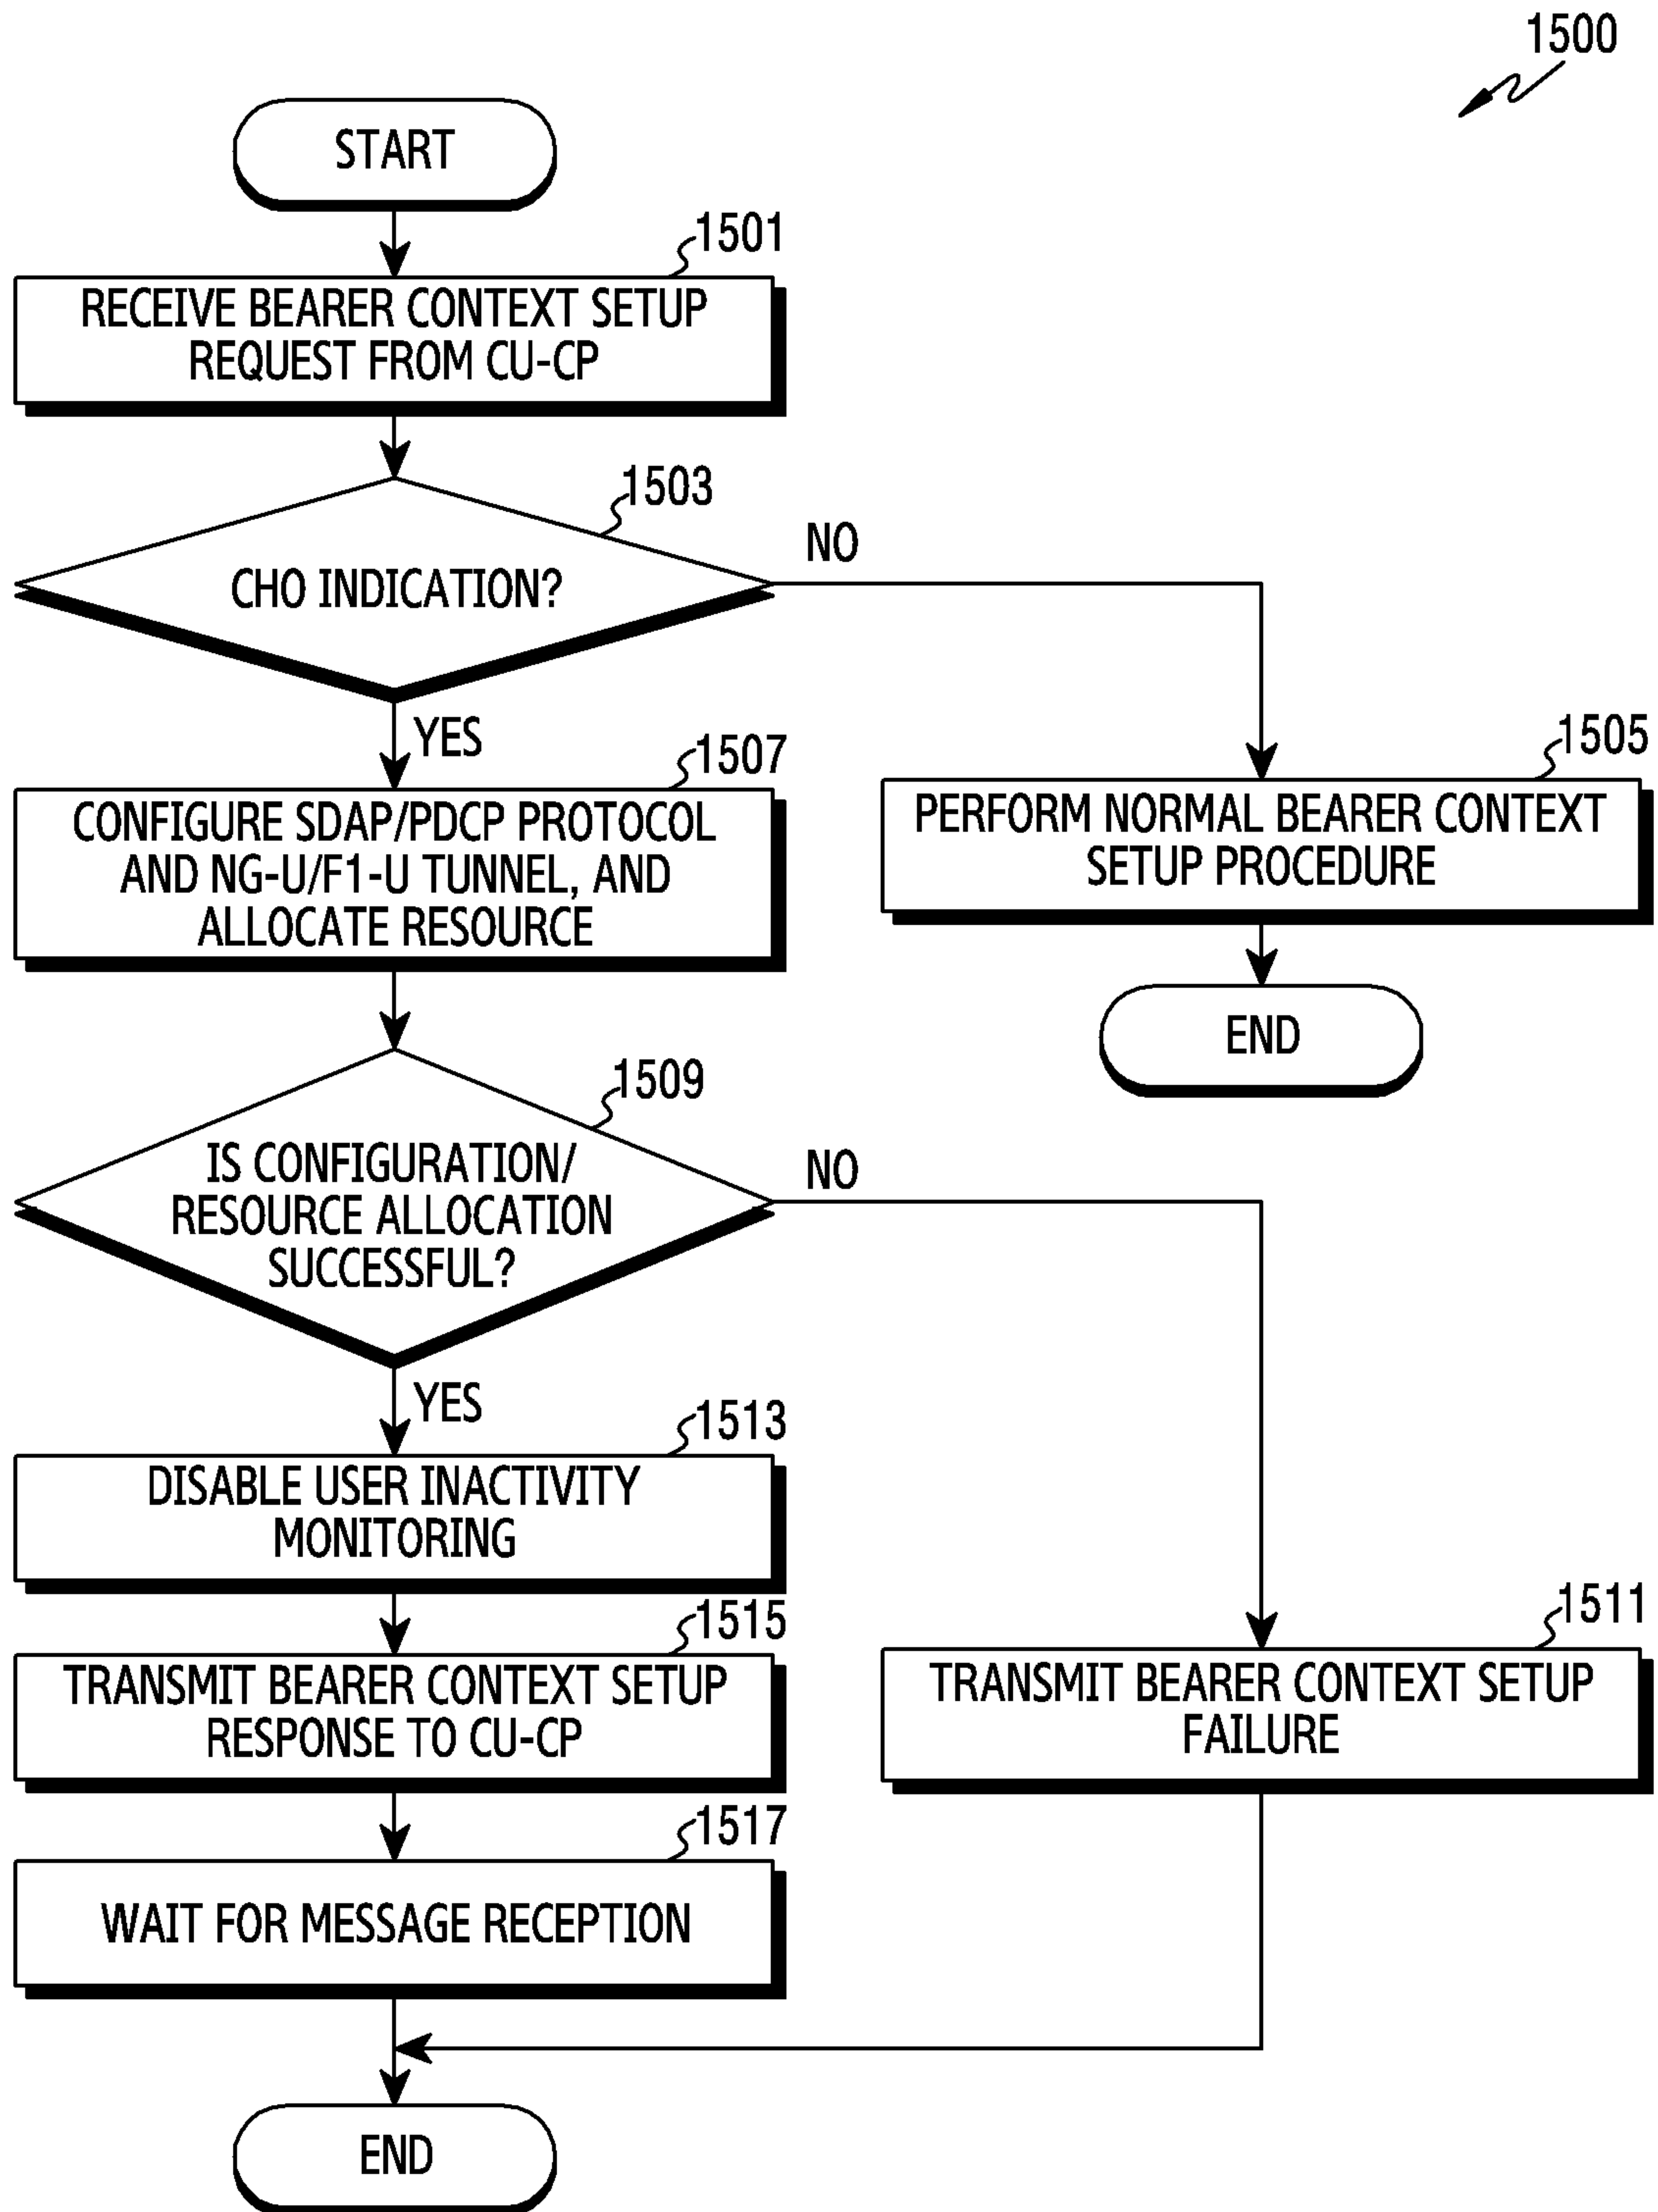 1500
START
1501
RECEIVE BEARER CONTEXT SETUP
REQUEST FROM CU-CP
1503
CHO INDICATION?
NO
YES
1505
PERFORM NORMAL BEARER CONTEXT
SETUP PROCEDURE
END
1507
CONFIGURE SDAP/PDCP PROTOCOL
AND NG-U/F1-U TUNNEL, AND
ALLOCATE RESOURCE
1509
IS CONFIGURATION/
RESOURCE ALLOCATION
SUCCESSFUL?
NO
YES
1511
TRANSMIT BEARER CONTEXT SETUP
FAILURE
1513
DISABLE USER INACTIVITY
MONITORING
1515
TRANSMIT BEARER CONTEXT SETUP
RESPONSE TO CU-CP
1517
WAIT FOR MESSAGE RECEPTION
END